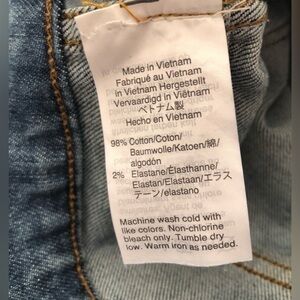 Made in Vietnam
Fabriqué au Vietnam
in Vietnam Hergestellt
Vervaardigd in Viêtnam
ベトナム製
Hecho en Vietnam
98% Cotton/Coton/
Baumwolle/Katoen/綿/
algodón
2% Elastane/Élasthanne/
Elastan/Elastaan/エラス
テーン/elastano
Machine wash cold with
like colors. Non-chlorine
bleach only. Tumble dry
low. Warm iron as needed.